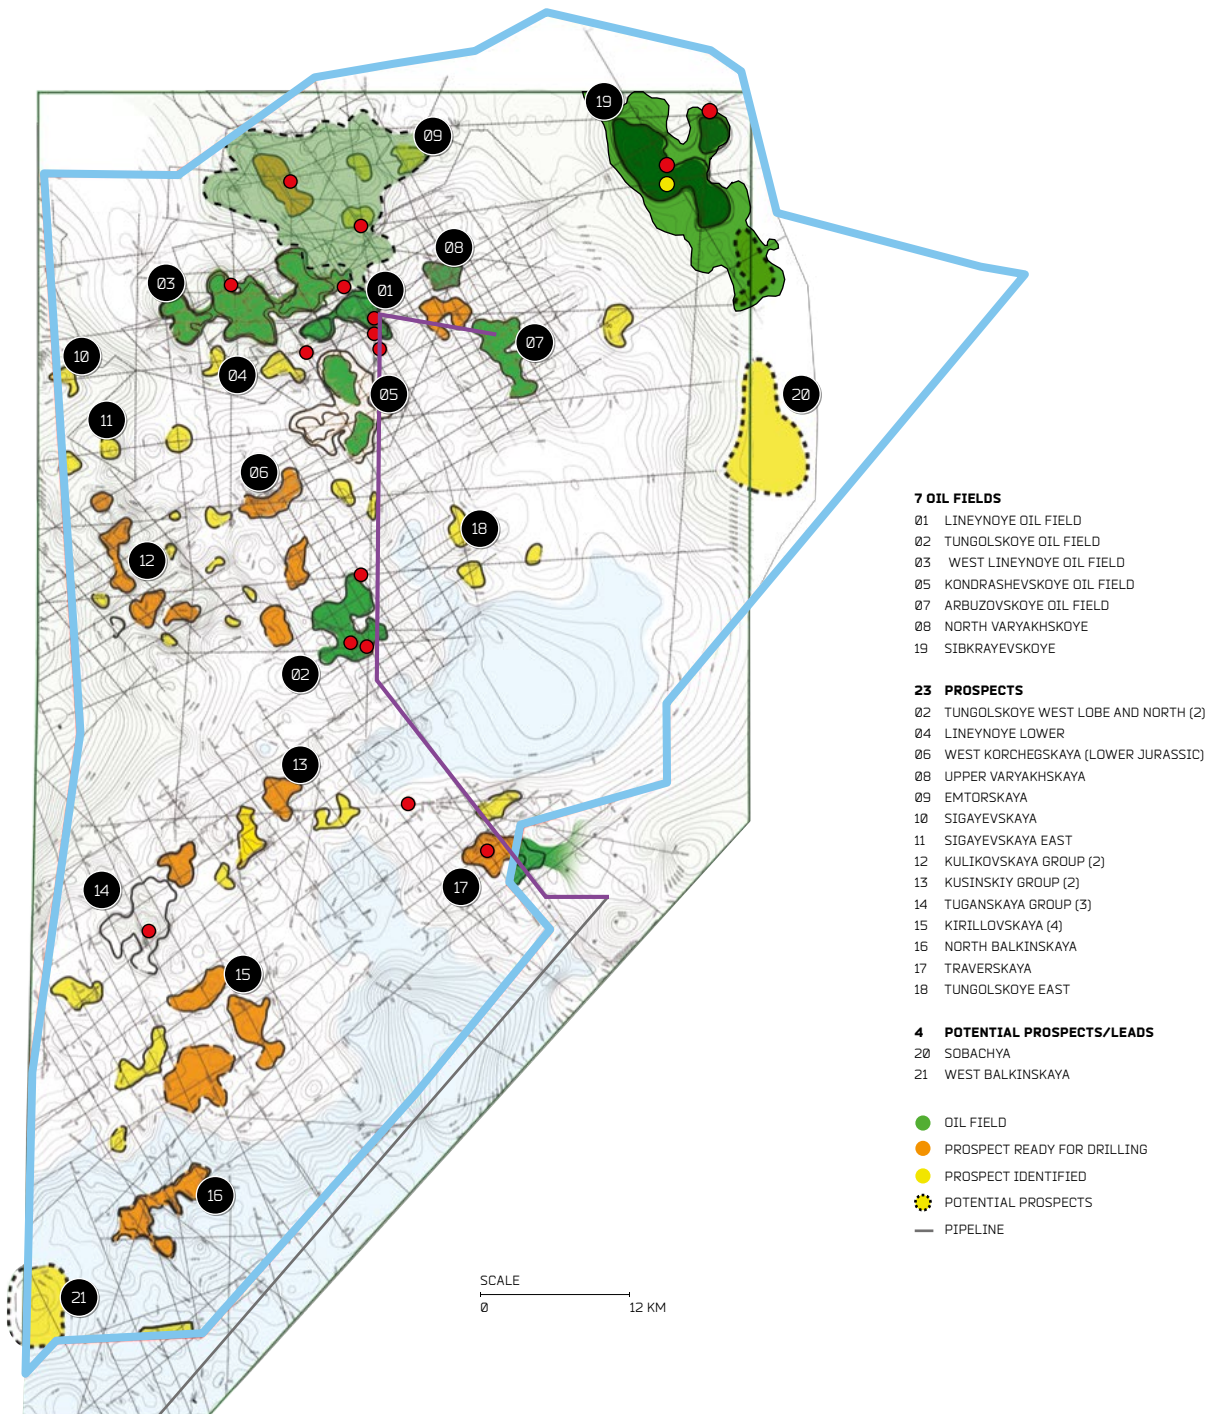 19
09
08
03
01
07
10
04
05
20
11
06
18
12
02
13
17
14
15
16
21
7 OIL FIELDS
01 LINEYNOYE OIL FIELD
02 TUNGOLSKOYE OIL FIELD
03 WEST LINEYNOYE OIL FIELD
05 KONDRASHEVSKOYE OIL FIELD
07 ARBUZOVSKOYE OIL FIELD
08 NORTH VARYAKHSKOYE
19 SIBKRAYEVSKOYE
23 PROSPECTS
02 TUNGOLSKOYE WEST LOBE AND NORTH (2)
04 LINEYNOYE LOWER
06 WEST KORCHEGSKAYA (LOWER JURASSIC)
08 UPPER VARYAKHSKAYA
09 EMTORSKAYA
10 SIGAYEVSKAYA
11 SIGAYEVSKAYA EAST
12 KULIKOVSKAYA GROUP (2)
13 KUSINSKIY GROUP (2)
14 TUGANSKAYA GROUP (3)
15 KIRILLOVSKAYA (4)
16 NORTH BALKINSKAYA
17 TRAVERSKAYA
18 TUNGOLSKOYE EAST
4 POTENTIAL PROSPECTS/LEADS
20 SOBACHYA
21 WEST BALKINSKAYA
OIL FIELD
PROSPECT READY FOR DRILLING
PROSPECT IDENTIFIED
POTENTIAL PROSPECTS
PIPELINE
SCALE
0 12 KM